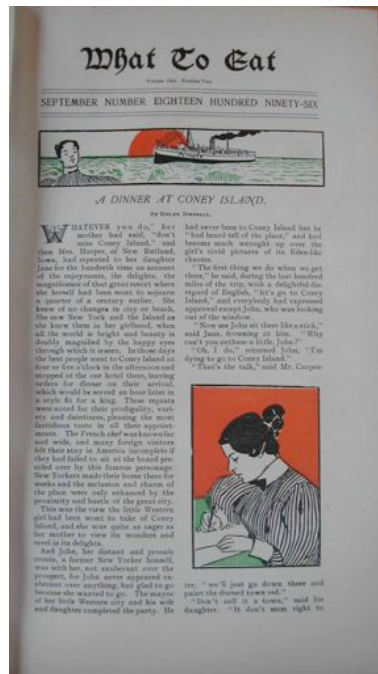 What To Eat
Volume One Number Two
SEPTEMBER NUMBER EIGHTEEN HUNDRED NINETY-SIX
A DINNER AT CONEY ISLAND.
by Helen
WHATEVER you do," her
mother had said, "don't
miss Coney Island," and
then Mrs. Harper, of New Rutland,
Iowa, had repeated to her daughter
Jane for the hundredth time an account
of the enjoyments, the delights, the
magnificence of that great resort where
she herself had been wont to sojourn
a quarter of a century earlier. She
knew of no changes in city or beach.
She saw New York and the Island as
she knew them in her girlhood, when
all the world is bright and beauty is
doubly magnified by the happy eyes
through which it is seen. In those days
the best people went to Coney Island at
four or five o'clock in the afternoon and
stopped at the one hotel there, leaving
orders for dinner on their arrival,
which would be served an hour later in
a style fit for a king. These repasts
were noted for their prodigality, vari-
ety and daintiness, pleasing the most
fastidious taste in all their appoint-
ments. The French chef was known far
and wide, and many foreign visitors
felt their stay in America incomplete if
they had failed to sit at the board pre-
sided over by this famous personage.
New Yorkers made their home there for
weeks and the seclusion and charm of
the place were only enhanced by the
proximity and bustle of the great city.
This was the view the little Western
girl had been wont to take of Coney
Island, and she was quite as eager as
her mother to view its wonders and
revel in its delights.
And John, her distant and prosaic
cousin, a former New Yorker himself,
was with her, not exuberant over the
prospect, for John never appeared ex-
uberant over anything, but glad to go
because she wanted to go. The mayor
of her little Western city and his wife
and daughter completed the party. He
had never been to Coney Island but he
"had heard tell of the place," and had
become much wrought up over the
girl's vivid pictures of its Eden-like
charms.
"The first thing we do when we get
there," he said, during the last hundred
miles of the trip, with a delightful dis-
regard of English, "let's go to Coney
Island," and everybody had expressed
approval except John, who was looking
out of the window.
"Now see John sit there like a stick,"
said Jane, frowning at him. "Why
can't you enthuse a little, John?"
"Oh, I do," returned John, "I'm
dying to go to Coney Island."
"That's the talk," said Mr. Carpen-
ter. "we'll just go down there and
paint the durned town red."
"Don't call it a town," said his
daughter. "It don't seem right to